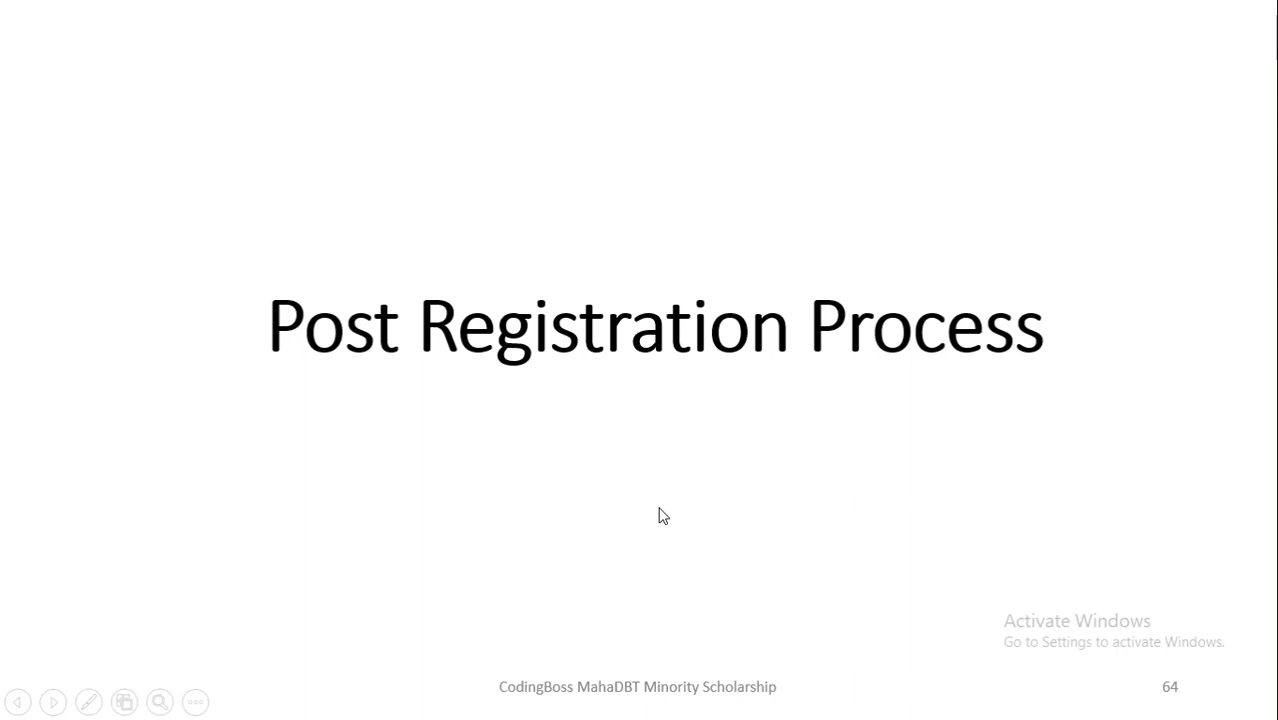 Post Registration Process
Activate Windows
Go to Settings to activate Windows.
CodingBoss MahaDBT Minority Scholarship
64